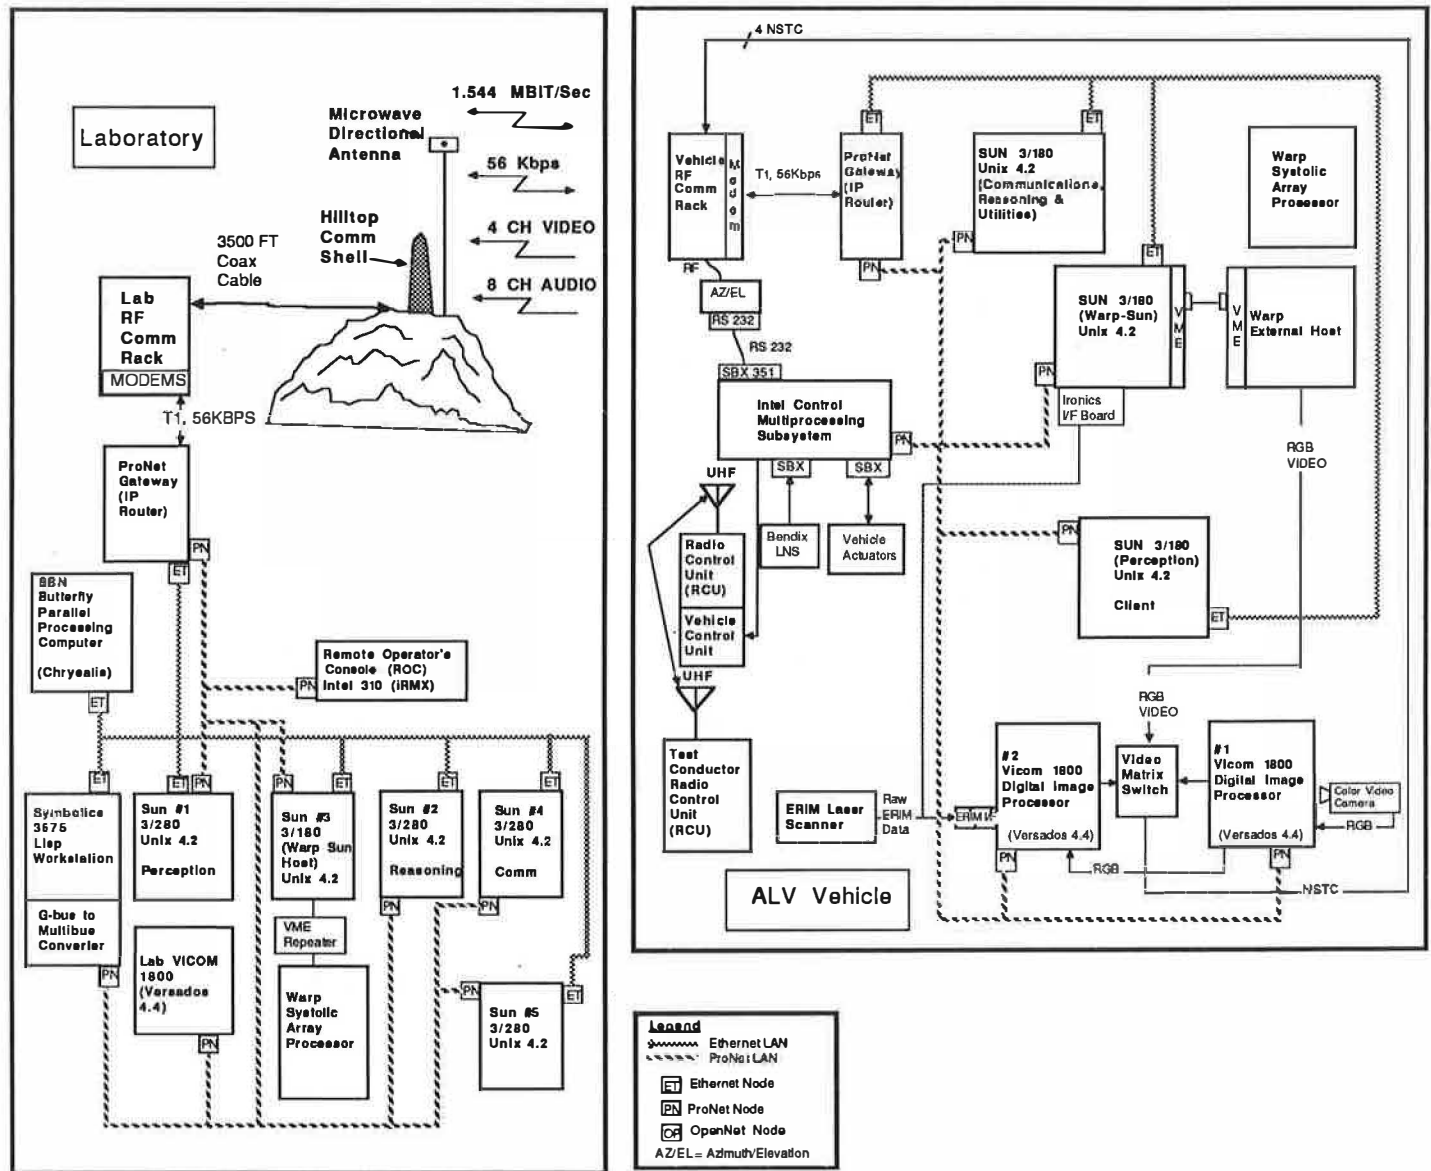 Laboratory
1.544 MBIT/Sec
Microwave
Directional
Antenna
56 Kbps
4 CH VIDEO
8 CH AUDIO
Hilltop
Comm
Shell
3500 FT
Coax
Cable
Lab
RF
Comm
Rack
MODEMS
T1, 56KBPS
ProNet
Gateway
(IP
Router)
PN
ET
BBN
Butterfly
Parallel
Processing
Computer
(Chrysalis)
ET
Remote Operator's
Console (ROC)
Intel 310 (iRMX)
PN
ET
ET
PN
PN
ET
ET
ET
Symbolics
3675
Lisp
Workstation
G-bus to
Multibus
Converter
PN
Sun #1
3/280
Unix 4.2
Perception
Lab VICOM
1800
(Versados
4.4)
PN
Sun #3
3/180
(Warp Sun
Host)
Unix 4.2
VME
Repeater
Warp
Systolic
Array
Processor
Sun #2
3/280
Unix 4.2
Reasoning
PN
Sun #4
3/280
Unix 4.2
Comm
PN
PN
ET
Sun #5
3/280
Unix 4.2
4 NSTC
Vehicle
RF
Comm
Rack
Modem
T1, 56Kbps
RF
AZ/EL
RS 232
RS 232
ET
ProNet
Gateway
(IP
Router)
PN
ET
SUN 3/180
Unix 4.2
(Communications,
Reasoning &
Utilities)
PN
Warp
Systolic
Array
Processor
ET
SUN 3/180
(Warp-Sun)
Unix 4.2
VME
PN
Ironics
I/F Board
VME
Warp
External Host
RGB
VIDEO
SBX 351
Intel Control
Multiprocessing
Subsystem
PN
SBX
SBX
Bendix
LNS
Vehicle
Actuators
UHF
Radio
Control
Unit
(RCU)
Vehicle
Control
Unit
UHF
Test
Conductor
Radio
Control
Unit
(RCU)
PN
SUN 3/180
(Perception)
Unix 4.2
Client
ET
RGB
VIDEO
ERIM Laser
Scanner
Raw
ERIM
Data
ERIM I/F
#2
Vicom 1800
Digital Image
Processor
(Versados 4.4)
PN
Video
Matrix
Switch
#1
Vicom 1800
Digital Image
Processor
(Versados 4.4)
PN
Color Video
Camera
RGB
RGB
NSTC
ALV Vehicle
Legend
Ethernet LAN
ProNet LAN
ET Ethernet Node
PN ProNet Node
OP OpenNet Node
AZ/EL= Azimuth/Elevation